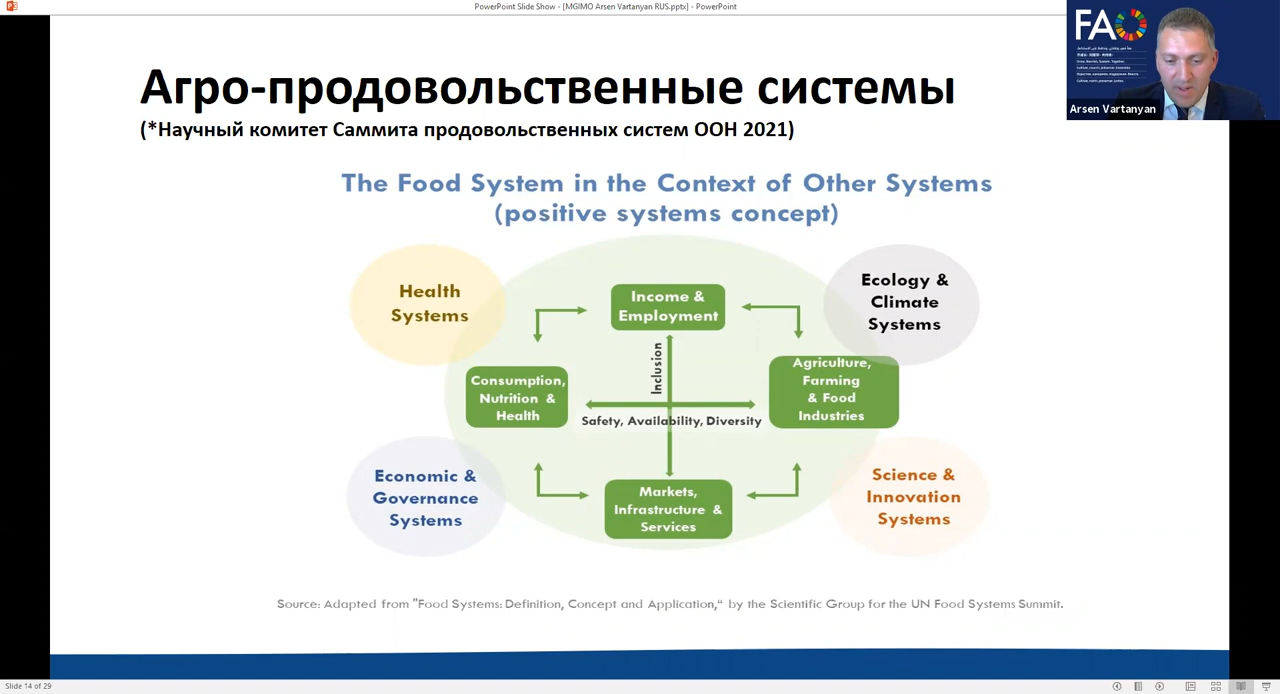 PowerPoint Slide Show - [MGIMO Arsen Vartanyan RUS.pptx] - PowerPoint
FAO
Arsen Vartanyan
Агро-продовольственные системы
(*Научный комитет Саммита продовольственных систем ООН 2021)
The Food System in the Context of Other Systems
(positive systems concept)
Health
Systems
Income &
Employment
Ecology &
Climate
Systems
Inclusion
Consumption,
Nutrition &
Health
Agriculture,
Farming
& Food
Industries
Safety, Availability, Diversity
Economic &
Governance
Systems
Markets,
Infrastructure &
Services
Science &
Innovation
Systems
Source: Adapted from "Food Systems: Definition, Concept and Application,“ by the Scientific Group for the UN Food Systems Summit.
Slide 14 of 29